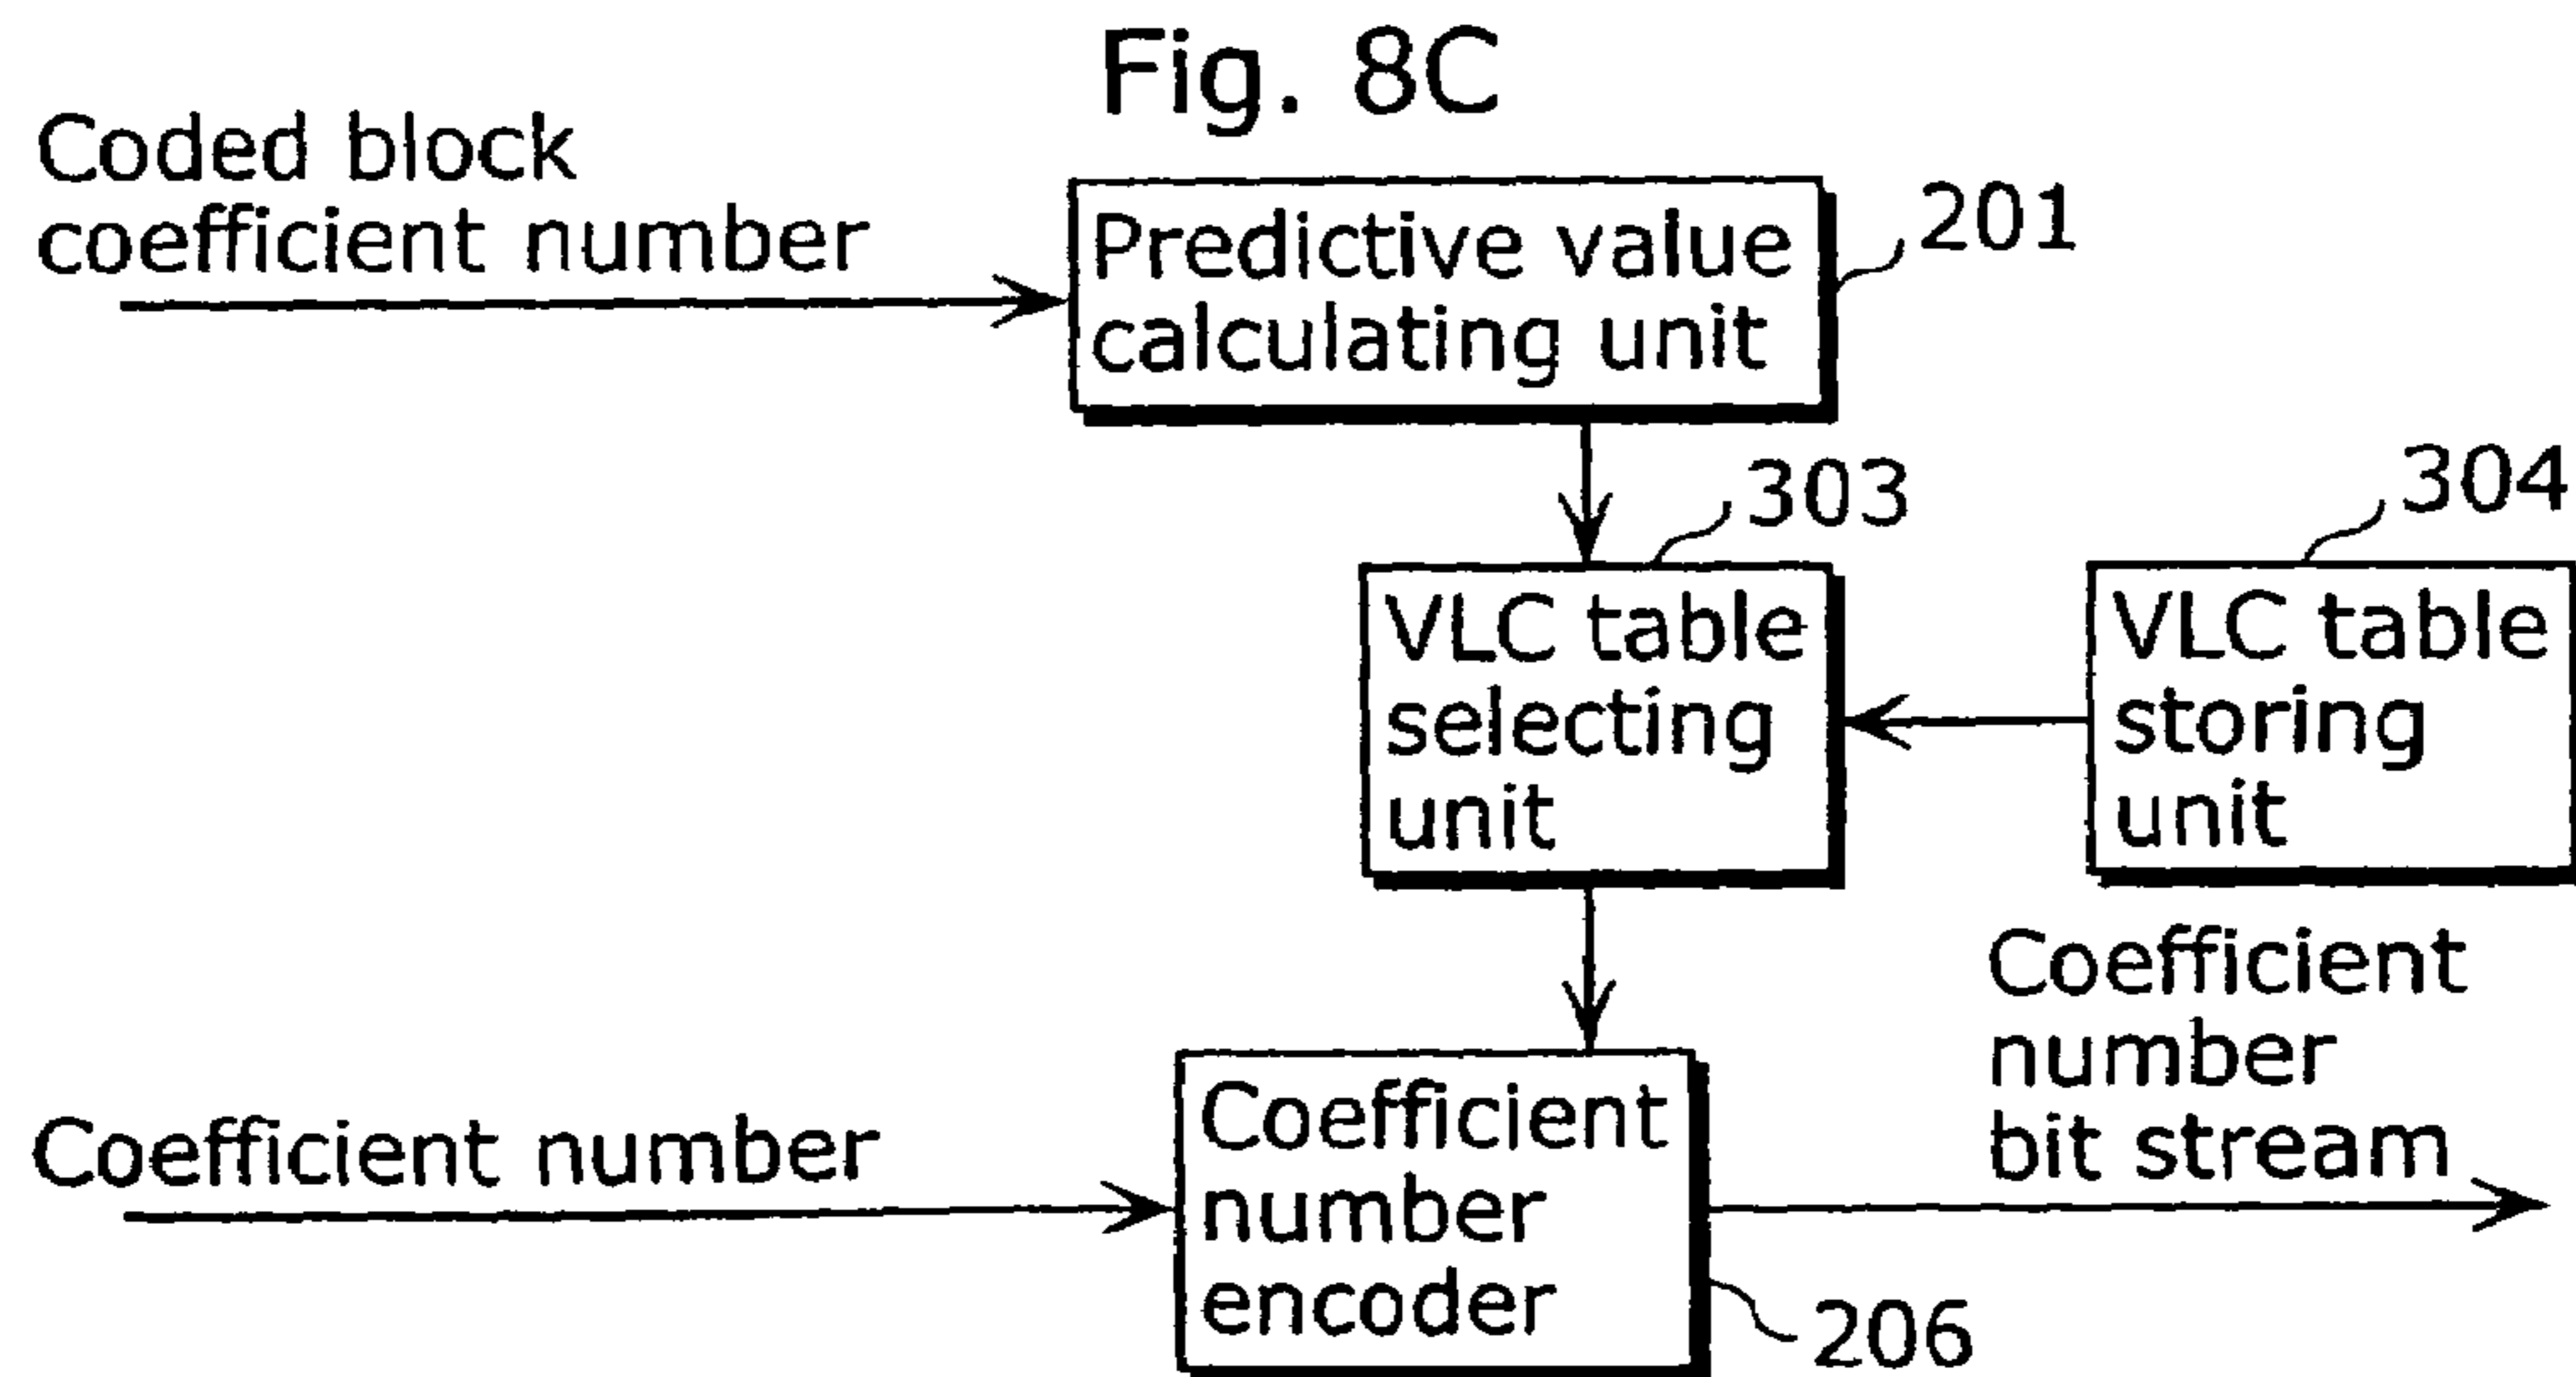 Fig. 8C
Coded block
coefficient number
Predictive value
calculating unit
201
303
304
VLC table
selecting
unit
VLC table
storing
unit
Coefficient
number
bit stream
Coefficient number
Coefficient
number
encoder
206